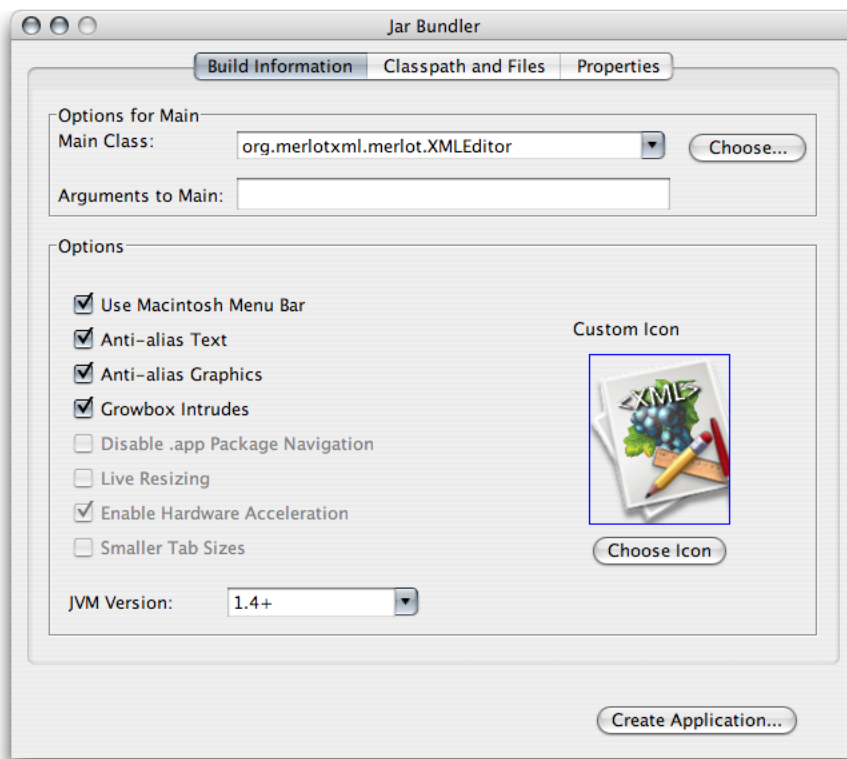 Jar Bundler
Build Information Classpath and Files Properties
Options for Main
Main Class: org.merlotxml.merlot.XMLEditor Choose...
Arguments to Main:
Options
Use Macintosh Menu Bar
Anti-alias Text
Custom Icon
Anti-alias Graphics
<XML>
Growbox Intrudes
Disable .app Package Navigation
Live Resizing
Enable Hardware Acceleration
Smaller Tab Sizes
Choose Icon
JVM Version: 1.4+
Create Application...